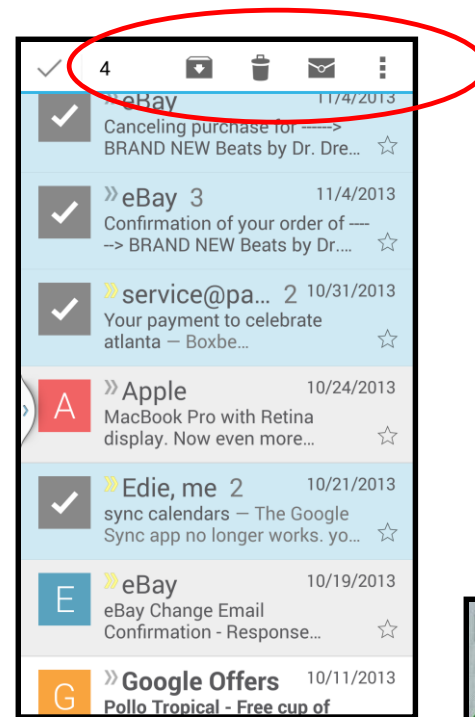 4
» eBay 11/4/2013
Canceling purchase for ------>
BRAND NEW Beats by Dr. Dre...
» eBay 3 11/4/2013
Confirmation of your order of ----
--> BRAND NEW Beats by Dr....
» service@pa... 2 10/31/2013
Your payment to celebrate
atlanta – Boxbe...
A » Apple 10/24/2013
MacBook Pro with Retina
display. Now even more...
» Edie, me 2 10/21/2013
sync calendars – The Google
Sync app no longer works. yo...
E » eBay 10/19/2013
eBay Change Email
Confirmation - Response...
G » Google Offers 10/11/2013
Pollo Tropical - Free cup of